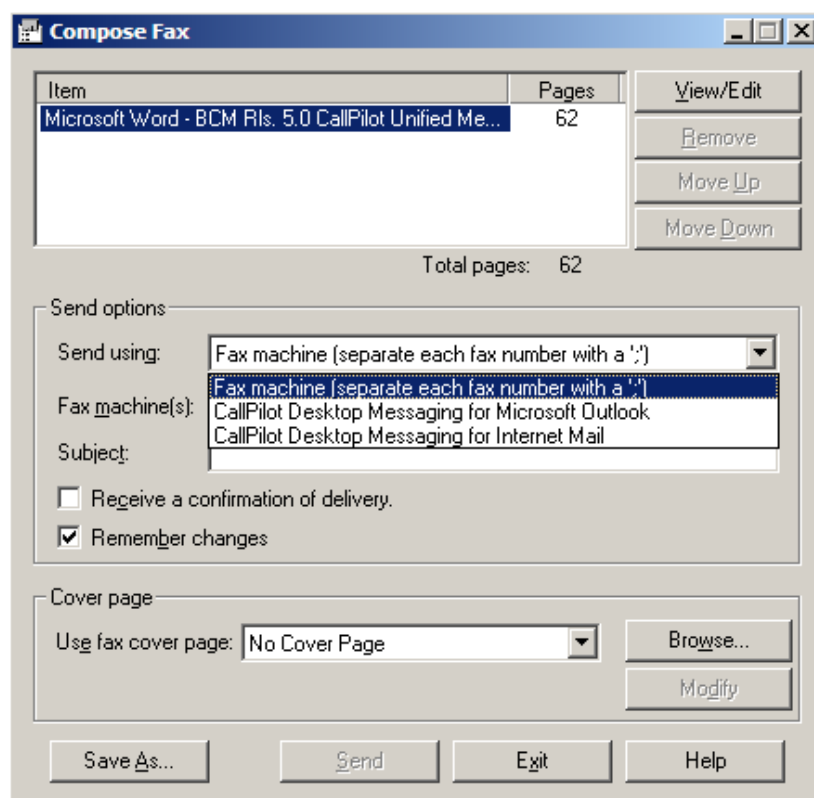 Compose Fax
Item Pages
View/Edit
Microsoft Word - BCM Rls. 5.0 CallPilot Unified Me... 62
Remove
Move Up
Move Down
Total pages: 62
Send options
Send using: Fax machine (separate each fax number with a ';')
Fax machine (separate each fax number with a ';')
Fax machine(s):
CallPilot Desktop Messaging for Microsoft Outlook
CallPilot Desktop Messaging for Internet Mail
Subject:
Receive a confirmation of delivery.
Remember changes
Cover page
Use fax cover page: No Cover Page
Browse...
Modify
Save As... Send Exit Help